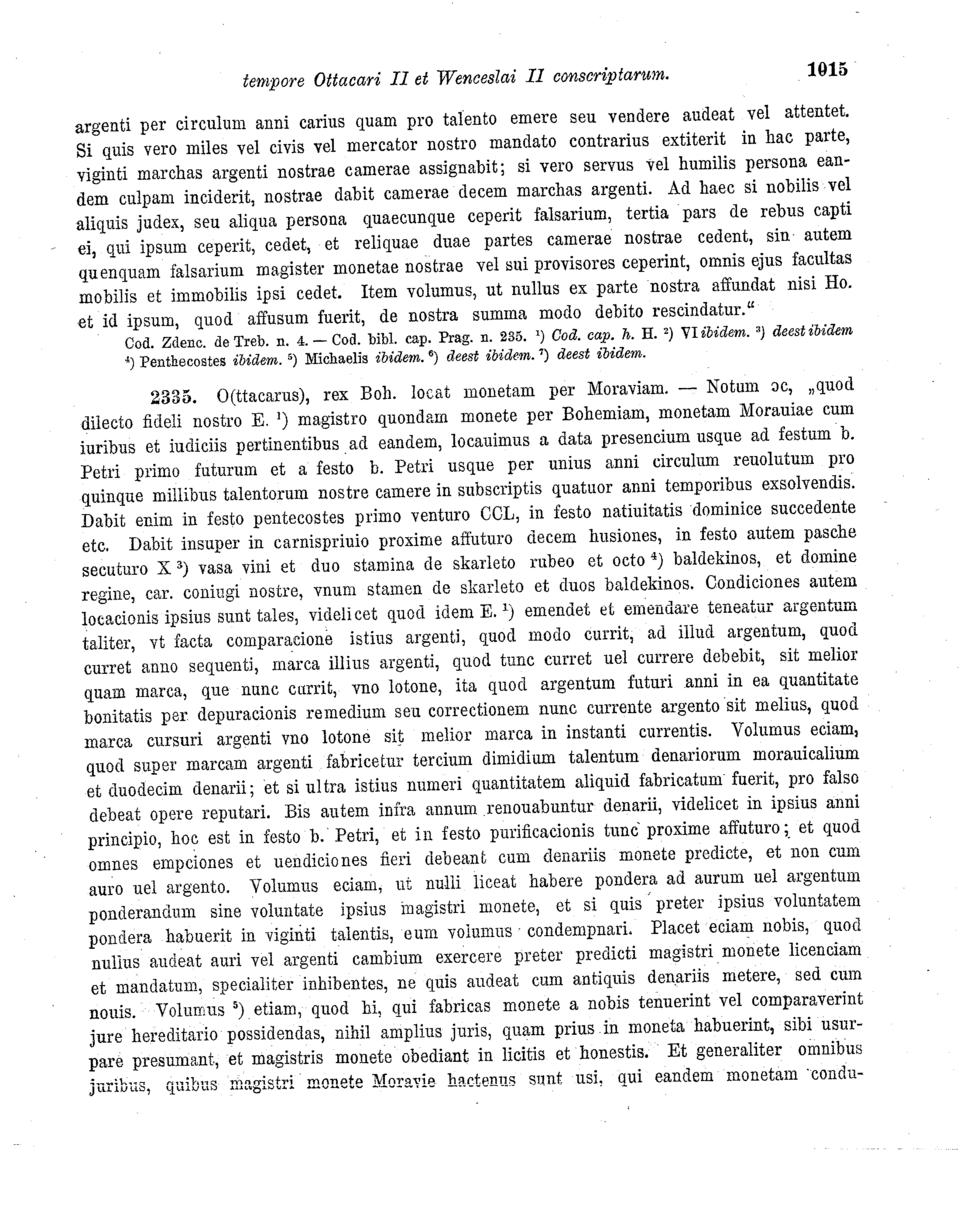 tempore Ottacari II et Wenceslai II conscriptarum. 1015
argenti per circulum anni carius quam pro talento emere seu vendere audeat vel attentet.
Si quis vero miles vel civis vel mercator nostro mandato contrarius extiterit in hac parte,
viginti marchas argenti nostrae camerae assignabit; si vero servus vel humilis persona ean-
dem culpam inciderit, nostrae dabit camerae decem marchas argenti. Ad haec si nobilis vel
aliquis judex, seu aliqua persona quaecunque ceperit falsarium, tertia pars de rebus capti
ei, qui ipsum ceperit, cedet, et reliquae duae partes camerae nostrae cedent, sin autem
quenquam falsarium magister monetae nostrae vel sui provisores ceperint, omnis ejus facultas
mobilis et immobilis ipsi cedet. Item volumus, ut nullus ex parte nostra affundat nisi Ho.
et id ipsum, quod affusum fuerit, de nostra summa modo debito rescindatur.“
Cod. Zdenc. de Treb. n. 4. — Cod. bibl. cap. Prag. n. 235. ¹) Cod. cap. h. H. ²) VI ibidem. ³) deest ibidem
⁴) Penthecostes ibidem. ⁵) Michaelis ibidem. ⁶) deest ibidem. ⁷) deest ibidem.
2335. O(ttacarus), rex Boh. locat monetam per Moraviam. — Notum ɔc, „quod
dilecto fideli nostro E. ¹) magistro quondam monete per Bohemiam, monetam Morauiae cum
iuribus et iudiciis pertinentibus ad eandem, locauimus a data presencium usque ad festum b.
Petri primo futurum et a festo b. Petri usque per unius anni circulum reuolutum pro
quinque millibus talentorum nostre camere in subscriptis quatuor anni temporibus exsolvendis.
Dabit enim in festo pentecostes primo venturo CCL, in festo natiuitatis dominice succedente
etc. Dabit insuper in carnispriuio proxime affuturo decem husiones, in festo autem pasche
secuturo X ³) vasa vini et duo stamina de skarleto rubeo et octo ⁴) baldekinos, et domine
regine, car. coniugi nostre, vnum stamen de skarleto et duos baldekinos. Condiciones autem
locacionis ipsius sunt tales, videlicet quod idem E. ¹) emendet et emendare teneatur argentum
taliter, vt facta comparacione istius argenti, quod modo currit, ad illud argentum, quod
curret anno sequenti, marca illius argenti, quod tunc curret uel currere debebit, sit melior
quam marca, que nunc currit, vno lotone, ita quod argentum futuri anni in ea quantitate
bonitatis per depuracionis remedium seu correctionem nunc currente argento sit melius, quod
marca cursuri argenti vno lotone sit melior marca in instanti currentis. Volumus eciam,
quod super marcam argenti fabricetur tercium dimidium talentum denariorum morauicalium
et duodecim denarii; et si ultra istius numeri quantitatem aliquid fabricatum fuerit, pro falso
debeat opere reputari. Bis autem infra annum renouabuntur denarii, videlicet in ipsius anni
principio, hoc est in festo b. Petri, et in festo purificacionis tunc proxime affuturo; et quod
omnes empciones et uendiciones fieri debeant cum denariis monete predicte, et non cum
auro uel argento. Volumus eciam, ut nulli liceat habere pondera ad aurum uel argentum
ponderandum sine voluntate ipsius magistri monete, et si quis preter ipsius voluntatem
pondera habuerit in viginti talentis, eum volumus condempnari. Placet eciam nobis, quod
nulius audeat auri vel argenti cambium exercere preter predicti magistri monete licenciam
et mandatum, specialiter inhibentes, ne quis audeat cum antiquis denariis metere, sed cum
nouis. Volumus ⁵) etiam, quod hi, qui fabricas monete a nobis tenuerint vel comparaverint
jure hereditario possidendas, nihil amplius juris, quam prius in moneta habuerint, sibi usur-
pare presumant, et magistris monete obediant in licitis et honestis. Et generaliter omnibus
juribus, quibus magistri monete Moravie hactenus sunt usi, qui eandem monetam condu-